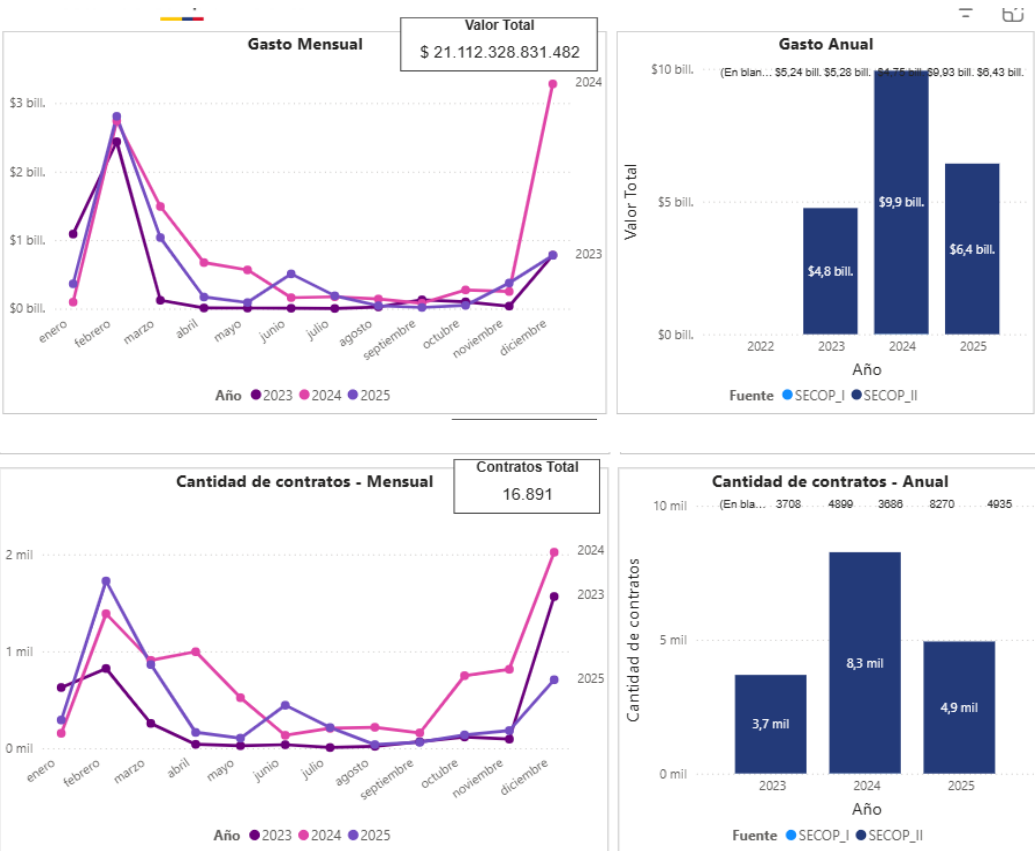 Valor Total
$ 21.112.328.831.482
Gasto Mensual
$3 bill.
$2 bill.
$1 bill.
$0 bill.
2024
2023
enero
febrero
marzo
abril
mayo
junio
julio
agosto
septiembre
octubre
noviembre
diciembre
Año 2023 2024 2025
Gasto Anual
$10 bill.
(En blan... $5,24 bill. $5,28 bill. $4,75 bill. $9,93 bill. $6,43 bill.
Valor Total
$5 bill.
$0 bill.
$4,8 bill.
$9,9 bill.
$6,4 bill.
2022 2023 2024 2025
Año
Fuente SECOP_I SECOP_II
Contratos Total
16.891
Cantidad de contratos - Mensual
2 mil
1 mil
0 mil
2024
2023
2025
enero
febrero
marzo
abril
mayo
junio
julio
agosto
septiembre
octubre
noviembre
diciembre
Año 2023 2024 2025
Cantidad de contratos - Anual
10 mil
(En bla... 3708 4899 3686 8270 4935
Cantidad de contratos
5 mil
0 mil
3,7 mil
8,3 mil
4,9 mil
2023 2024 2025
Año
Fuente SECOP_I SECOP_II